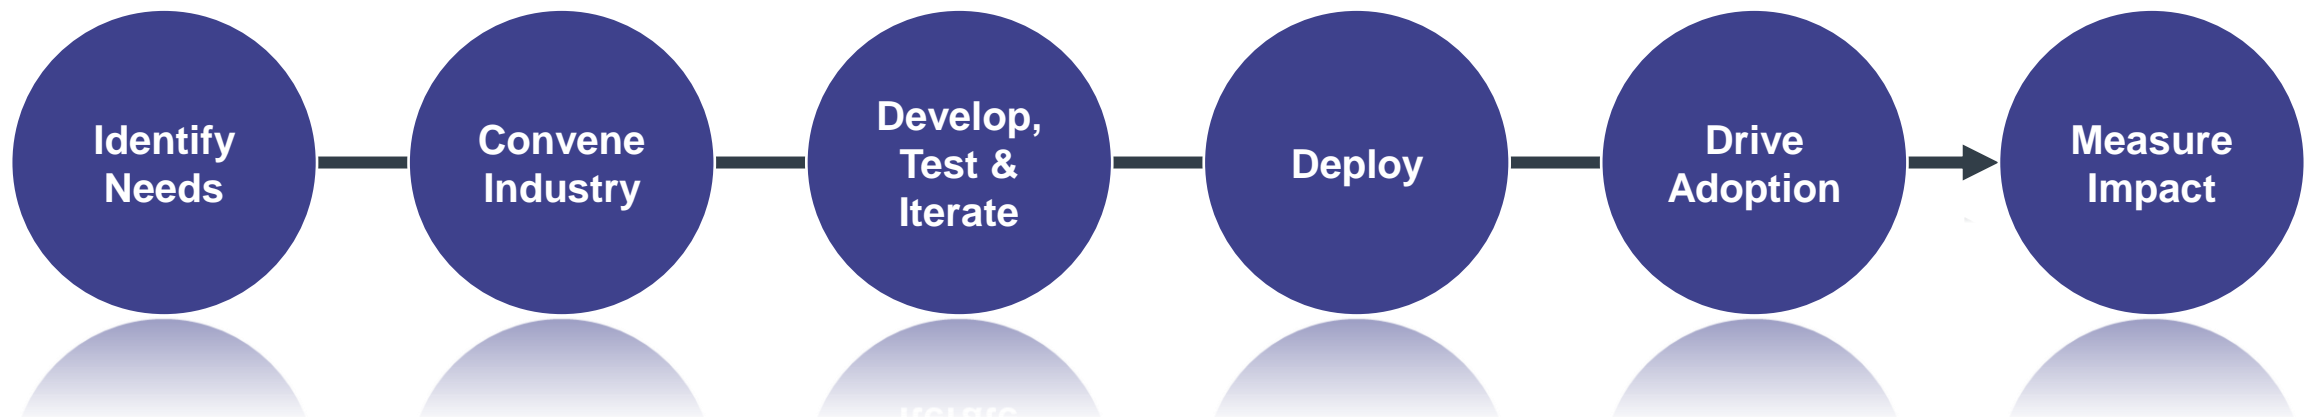 Identify
Needs
Convene
Industry
Develop,
Test &
Iterate
Deploy
Drive
Adoption
Measure
Impact